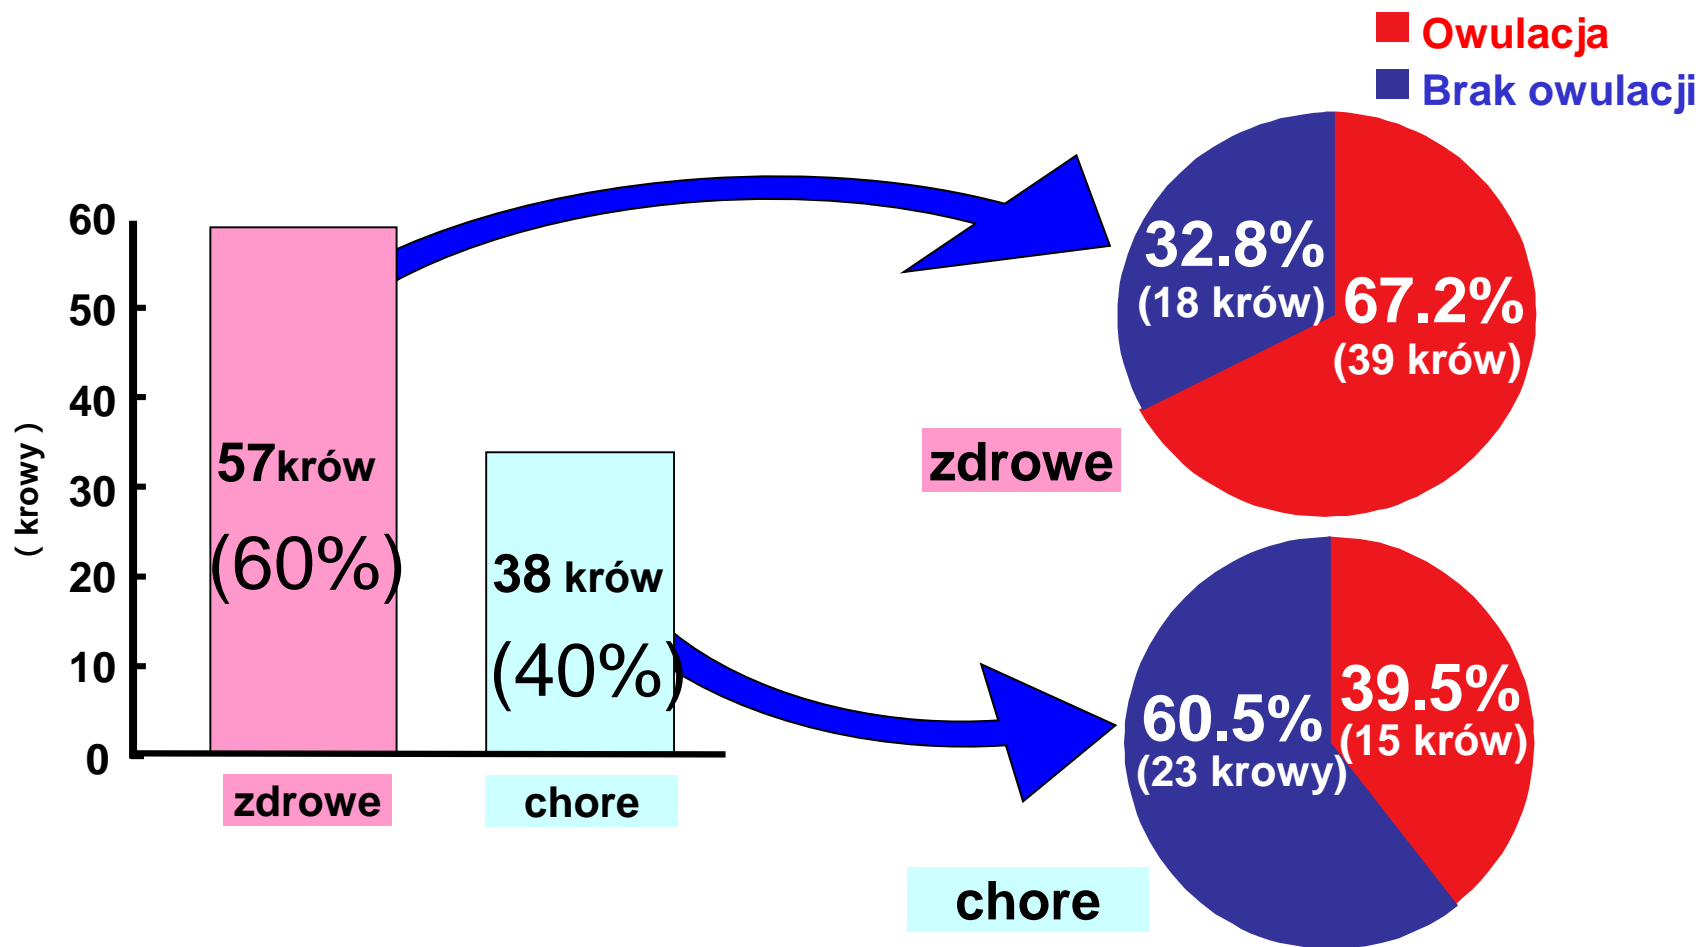 Owulacja
Brak owulacji
60
50
40
30
20
10
0
( krowy )
57krów
(60%)
38 krów
(40%)
zdrowe
chore
32.8%
(18 krów)
67.2%
(39 krów)
zdrowe
60.5%
(23 krowy)
39.5%
(15 krów)
chore